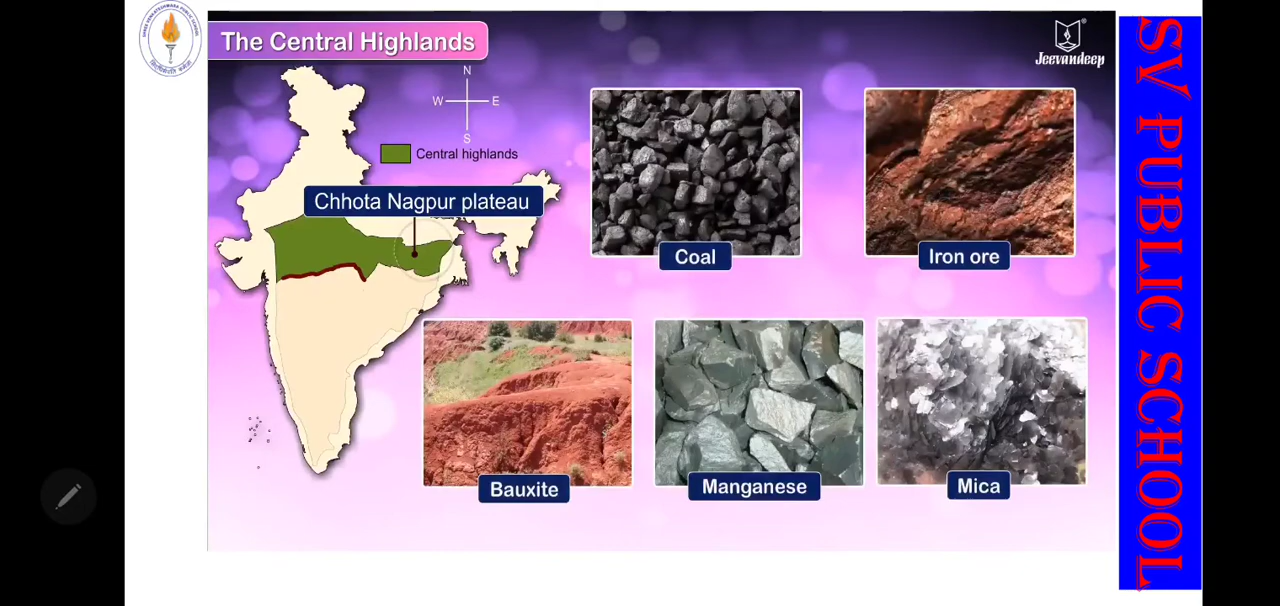 The Central Highlands
Jeevandeep
N
W
E
S
Central highlands
Chhota Nagpur plateau
Coal
Iron ore
Bauxite
Manganese
Mica
SV PUBLIC SCHOOL